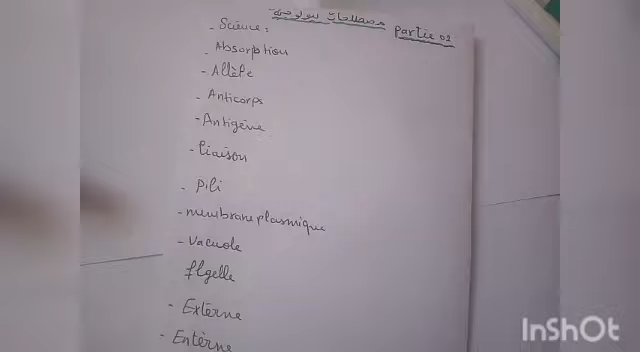 مصطلحات بيولوجية partie 02
- Science :
- Absorption
- Allèle
- Anticorps
- Antigène
- liaison
- pili
- membrane plasmique
- vacuole
flgelle
- Externe
- Enterne
InShOt